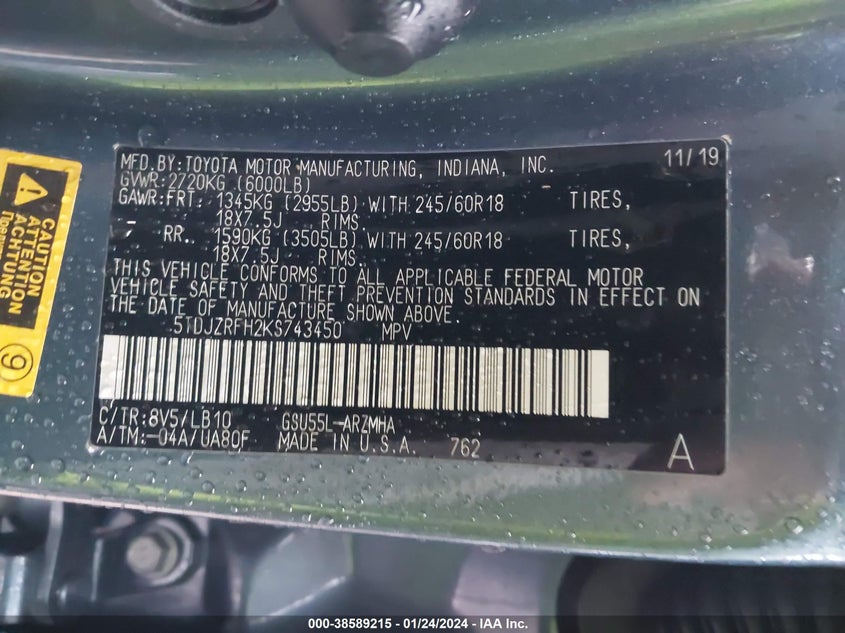 MFD.BY:TOYOTA MOTOR MANUFACTURING, INDIANA, INC. 11/19
GVWR:2720KG (6000LB)
GAWR:FRT. 1345KG (2955LB) WITH 245/60R18 TIRES,
- 18X7.5J RIMS.
RR. 1590KG (3505LB) WITH 245/60R18 TIRES,
- 18X7.5J RIMS.
THIS VEHICLE CONFORMS TO ALL APPLICABLE FEDERAL MOTOR
VEHICLE SAFETY AND THEFT PREVENTION STANDARDS IN EFFECT ON
THE DATE OF MANUFACTURE SHOWN ABOVE.
5TDJZRFH2KS743450 MPV
C/TR:8V5/LB10 GSU55L-ARZMHA
A/TM:-04A/UA80F MADE IN U.S.A. 762 A
CAUTION
ATTENTION
ACHTUNG
9
000-38589215 - 01/24/2024 - IAA Inc.